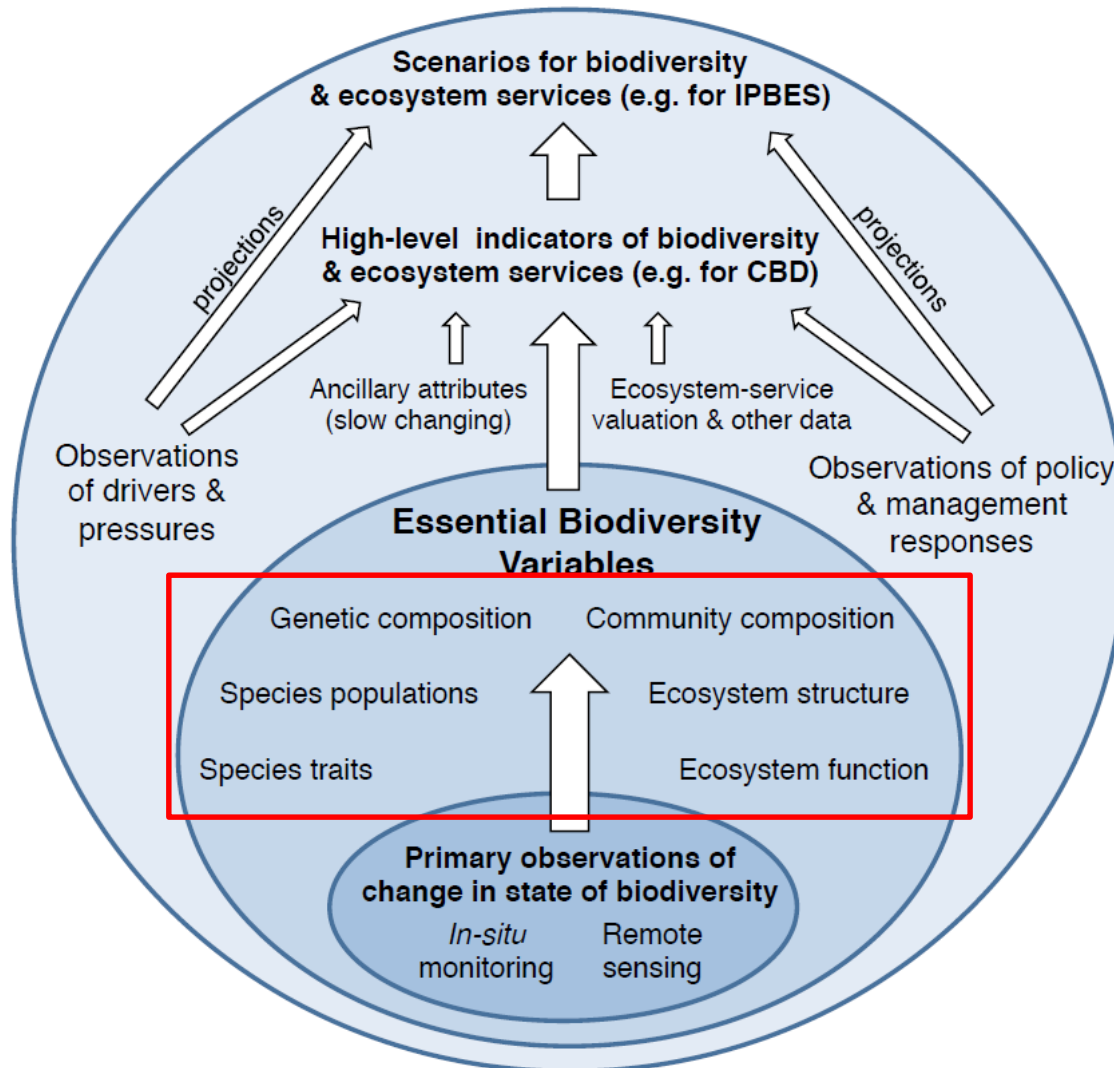 Scenarios for biodiversity
& ecosystem services (e.g. for IPBES)
projections
projections
High-level indicators of biodiversity
& ecosystem services (e.g. for CBD)
Ancillary attributes
(slow changing)
Ecosystem-service
valuation & other data
Observations
of drivers &
pressures
Observations of policy
& management
responses
Essential Biodiversity
Variables
Genetic composition
Community composition
Species populations
Ecosystem structure
Species traits
Ecosystem function
Primary observations of
change in state of biodiversity
In-situ
monitoring
Remote
sensing